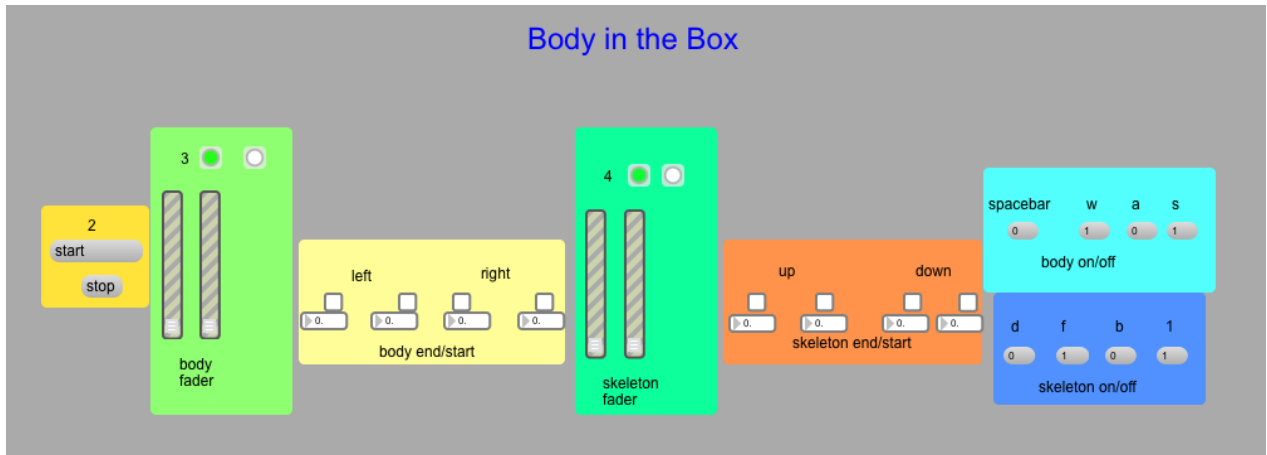 Body in the Box
2
start
stop
3
body
fader
left right
0. 0. 0. 0.
body end/start
4
skeleton
fader
up down
0. 0. 0. 0.
skeleton end/start
spacebar w a s
0 1 0 1
body on/off
d f b 1
0 1 0 1
skeleton on/off